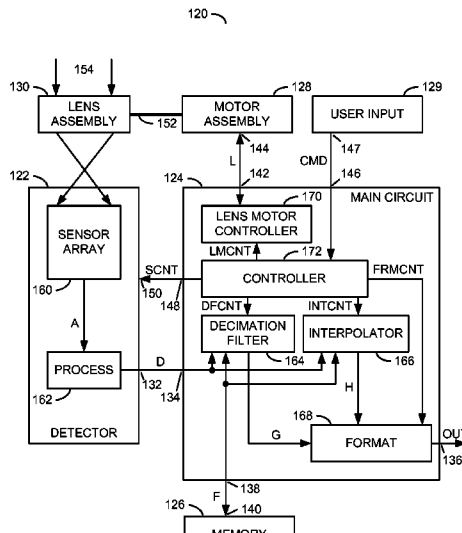 120
154
130
128
129
LENS
ASSEMBLY
MOTOR
ASSEMBLY
USER INPUT
152
144
147
L
CMD
122
124
142
146
MAIN CIRCUIT
170
SENSOR
ARRAY
LENS MOTOR
CONTROLLER
LMCNT
172
160
SCNT
CONTROLLER
FRMCNT
150
148
DFCNT
INTCNT
A
DECIMATION
FILTER
INTERPOLATOR
164
166
PROCESS
D
162
132
134
H
168
DETECTOR
G
FORMAT
OUT
136
138
F
126
140
MEMORY